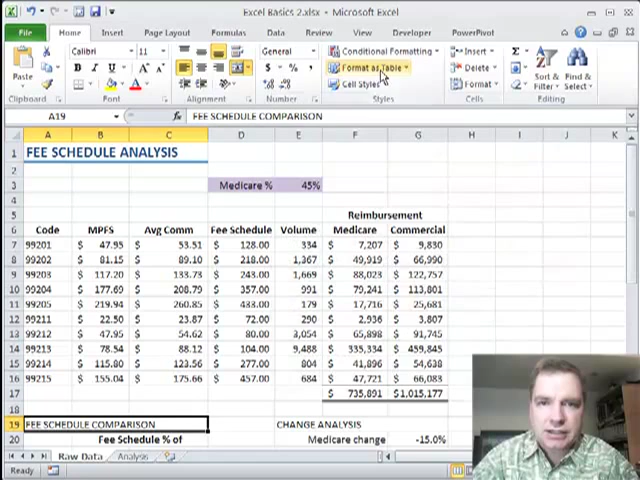 Excel Basics 2.xlsx - Microsoft Excel
File Home Insert Page Layout Formulas Data Review View Developer PowerPivot
Calibri 11 General Conditional Formatting Insert Σ
Paste B I U $ % , Format as Table Delete Sort & Filter Find & Select
Cell Styles Format
Clipboard Font Alignment Number Styles Cells Editing
A19 fx FEE SCHEDULE COMPARISON
A B C D E F G H I J K
1 FEE SCHEDULE ANALYSIS
2
3 Medicare % 45%
4
5 Reimbursement
6 Code MPFS Avg Comm Fee Schedule Volume Medicare Commercial
7 99201 $ 47.95 $ 53.51 $ 128.00 334 $ 7,207 $ 9,830
8 99202 $ 81.15 $ 89.10 $ 218.00 1,367 $ 49,919 $ 66,990
9 99203 $ 117.20 $ 133.73 $ 243.00 1,669 $ 88,023 $ 122,757
10 99204 $ 177.69 $ 208.79 $ 357.00 991 $ 79,241 $ 113,801
11 99205 $ 219.94 $ 260.85 $ 433.00 179 $ 17,716 $ 25,681
12 99211 $ 22.50 $ 23.87 $ 72.00 290 $ 2,936 $ 3,807
13 99212 $ 47.95 $ 54.62 $ 80.00 3,054 $ 65,898 $ 91,745
14 99213 $ 78.54 $ 88.12 $ 104.00 9,488 $ 335,334 $ 459,845
15 99214 $ 115.80 $ 123.56 $ 277.00 804 $ 41,896 $ 54,638
16 99215 $ 155.04 $ 175.66 $ 457.00 684 $ 47,721 $ 66,083
17 $ 735,891 $1,015,177
18
19 FEE SCHEDULE COMPARISON CHANGE ANALYSIS
20 Fee Schedule % of Medicare change -15.0%
Raw Data Analysis
Ready